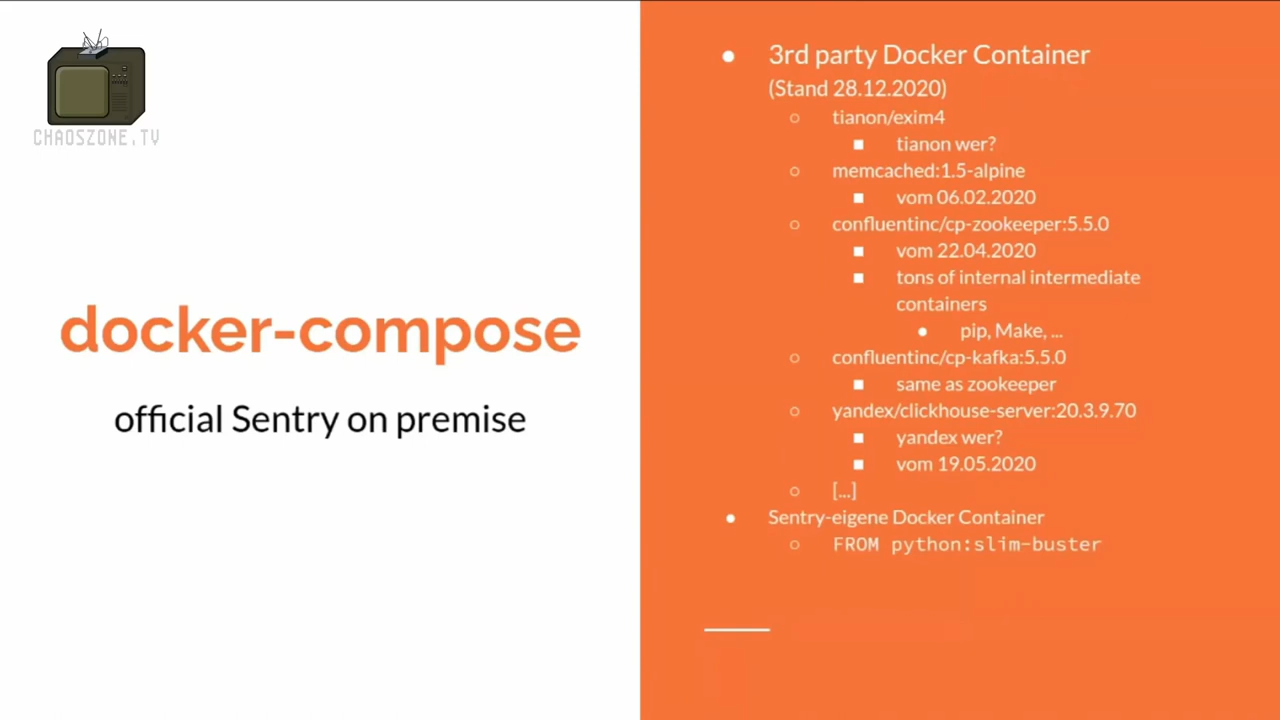 CHAOSZONE.TV
docker-compose
official Sentry on premise
3rd party Docker Container
(Stand 28.12.2020)
tianon/exim4
tianon wer?
memcached:1.5-alpine
vom 06.02.2020
confluentinc/cp-zookeeper:5.5.0
vom 22.04.2020
tons of internal intermediate
containers
pip, Make, ...
confluentinc/cp-kafka:5.5.0
same as zookeeper
yandex/clickhouse-server:20.3.9.70
yandex wer?
vom 19.05.2020
[...]
Sentry-eigene Docker Container
FROM python:slim-buster